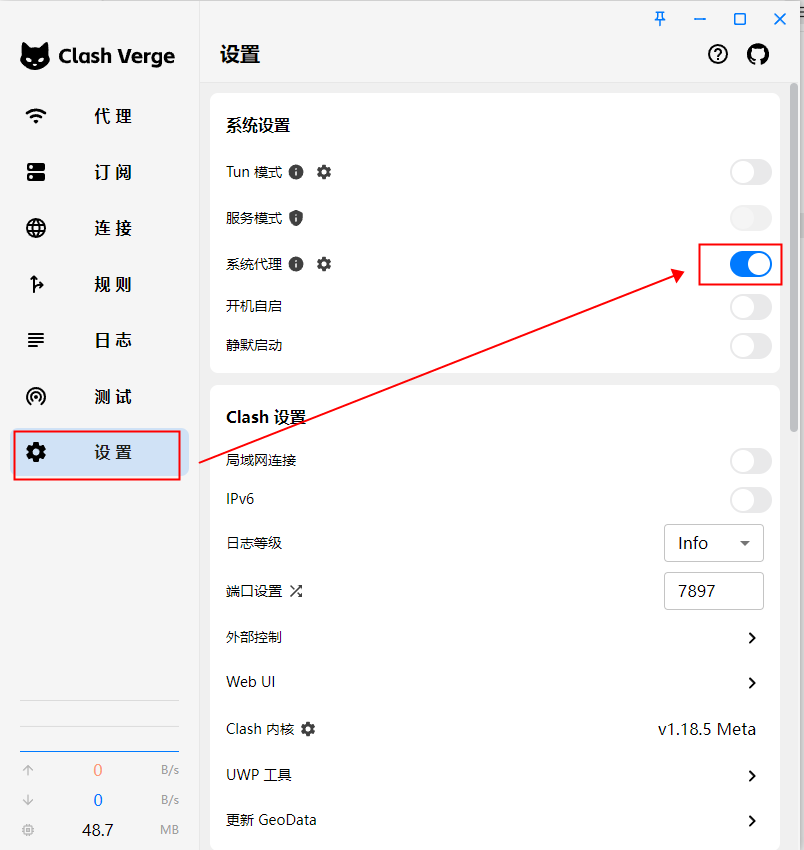 Clash Verge
代 理
订 阅
连 接
规 则
日 志
测 试
设 置
0 B/s
0 B/s
48.7 MB
设置
系统设置
Tun 模式
服务模式
系统代理
开机自启
静默启动
Clash 设置
局域网连接
IPv6
日志等级 Info
端口设置 7897
外部控制
Web UI
Clash 内核 v1.18.5 Meta
UWP 工具
更新 GeoData